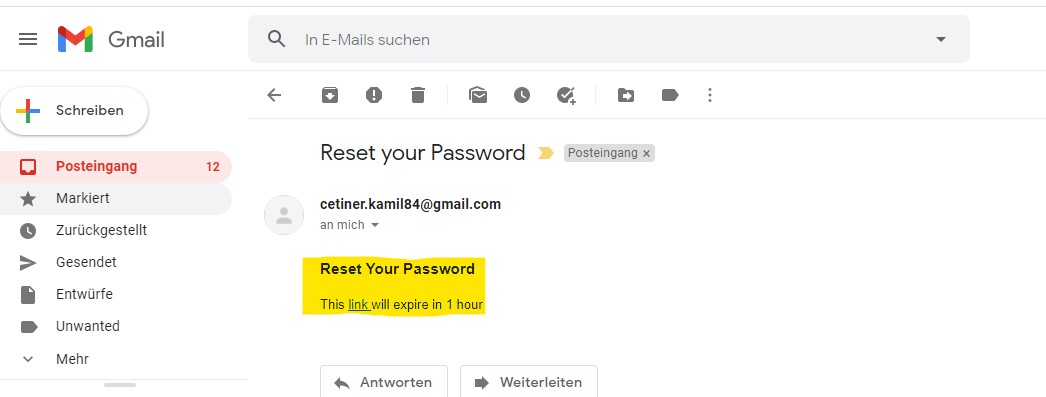 Gmail
In E-Mails suchen
Schreiben
Posteingang 12
Markiert
Zurückgestellt
Gesendet
Entwürfe
Unwanted
Mehr
Reset your Password Posteingang ×
cetiner.kamil84@gmail.com
an mich
Reset Your Password
This link will expire in 1 hour
Antworten Weiterleiten